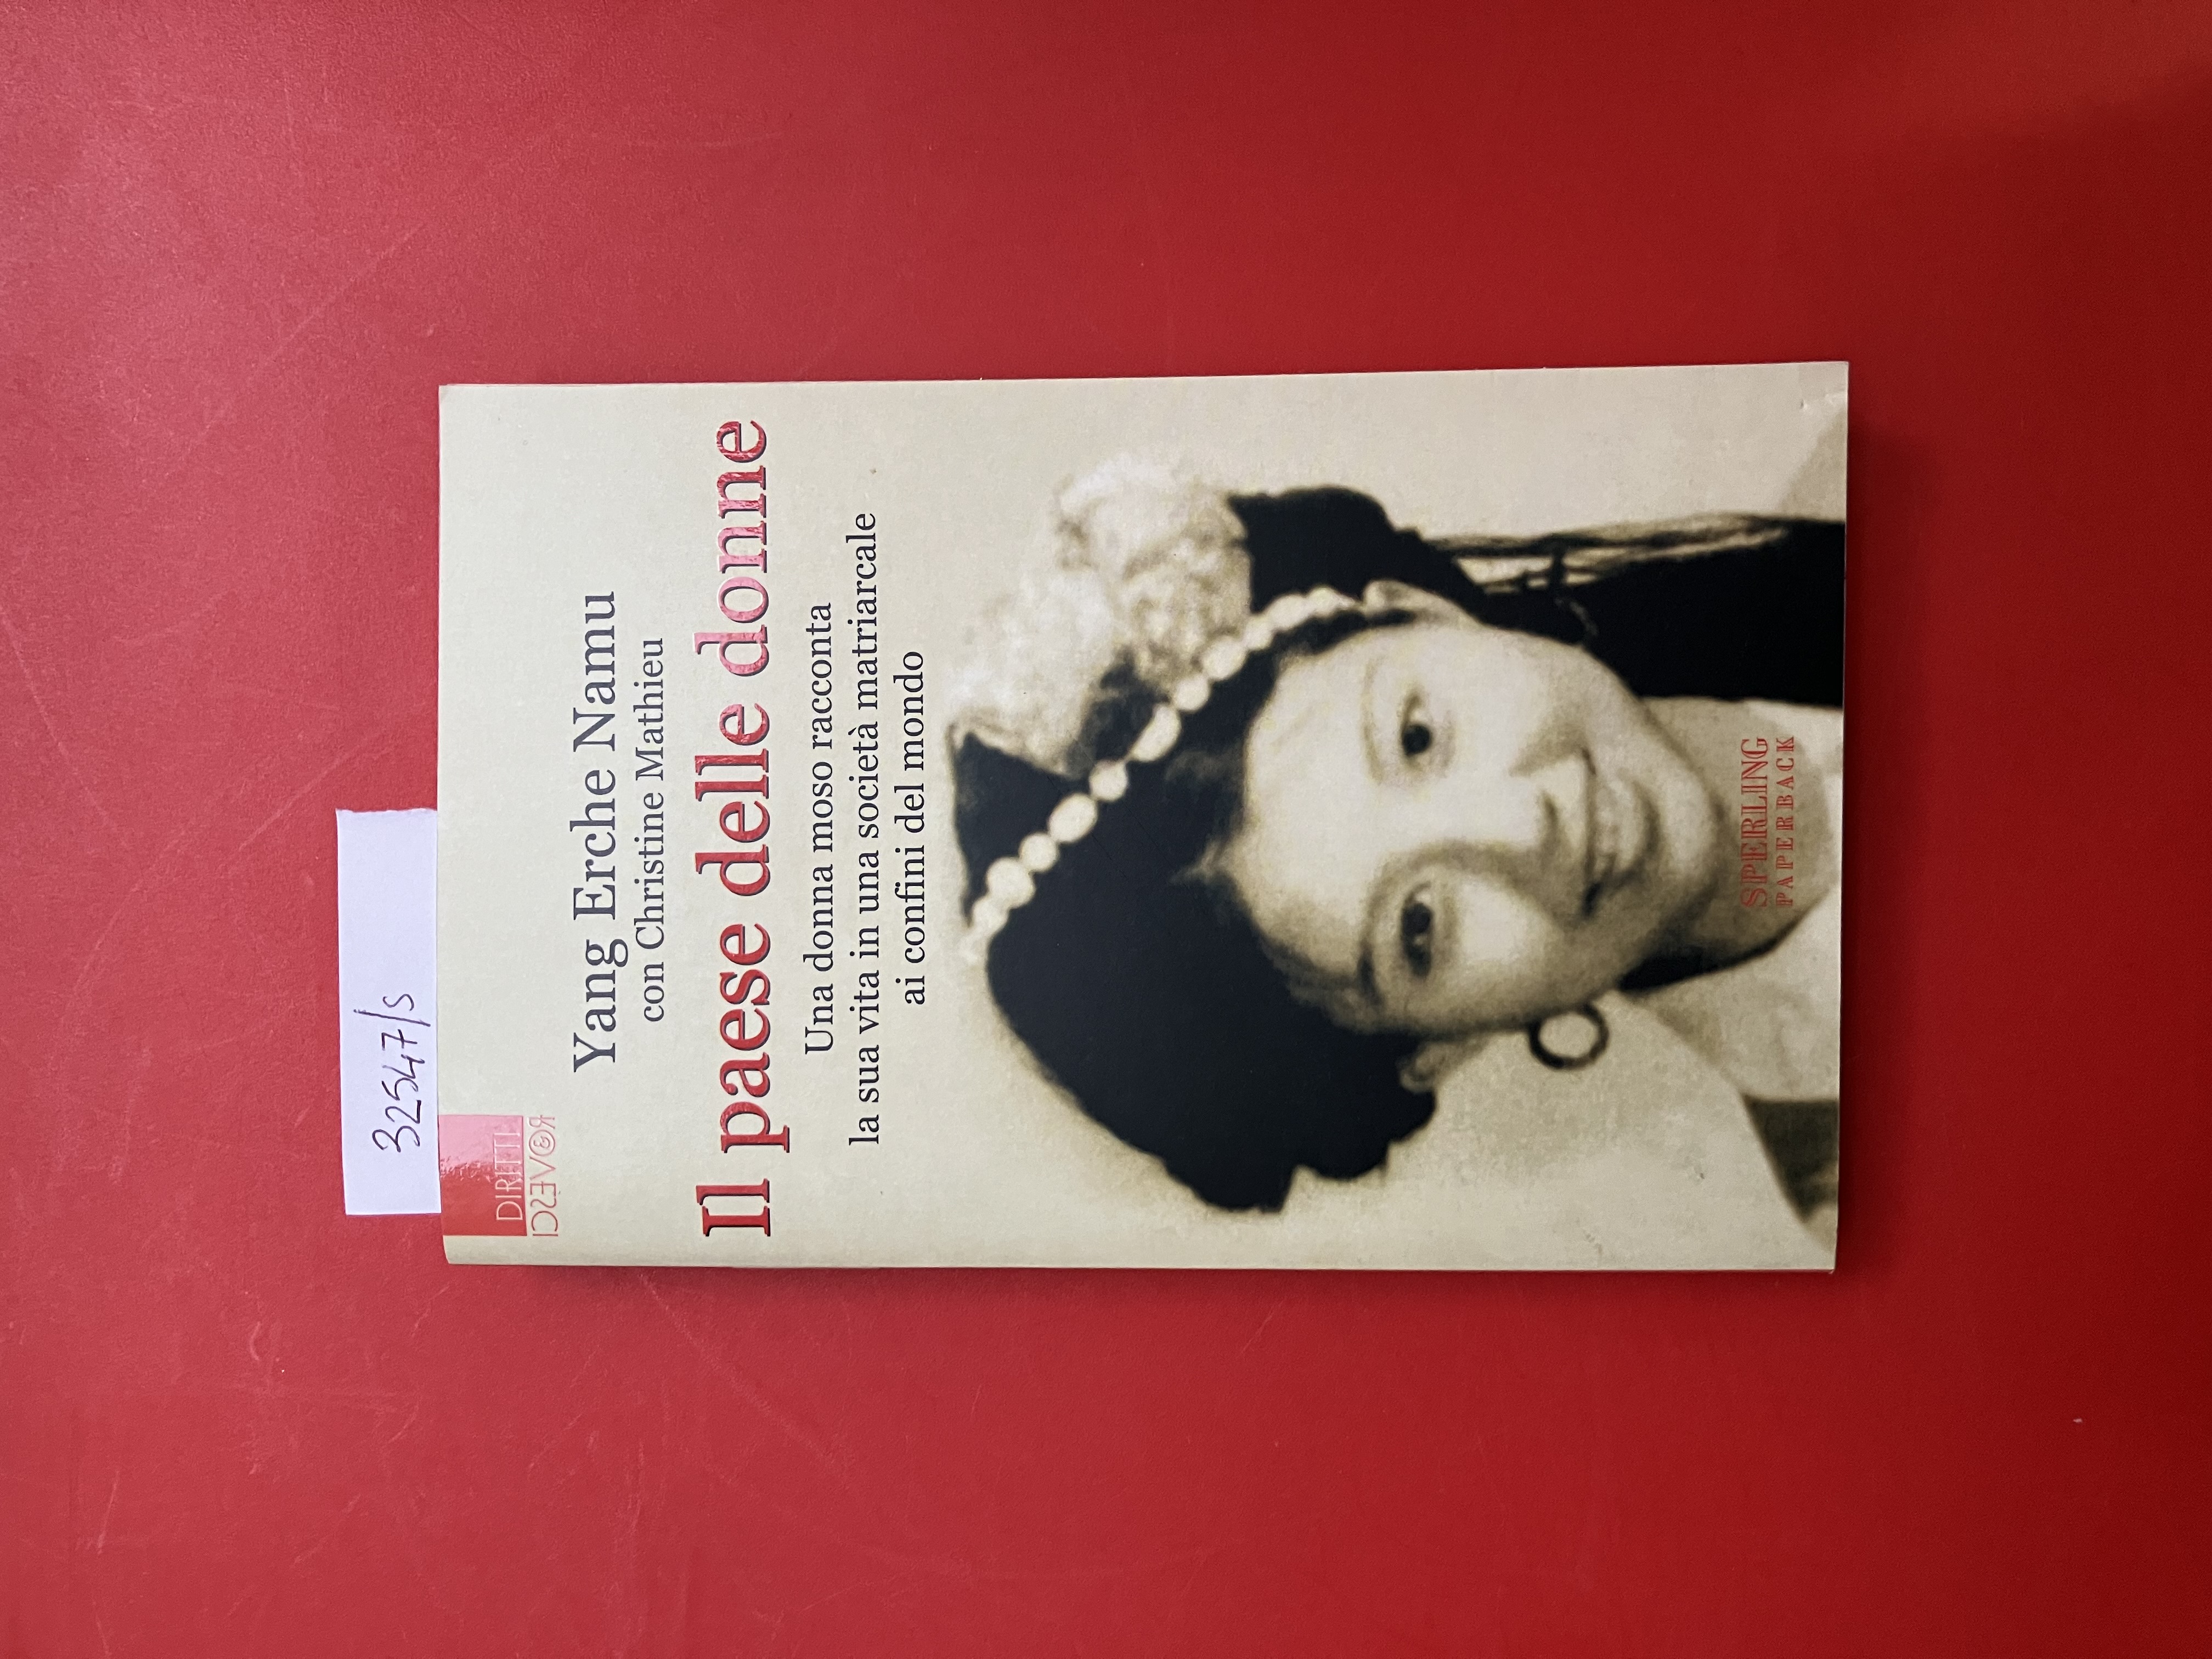 32547/S
DIRITTI
ROVESCI
Yang Erche Namu
con Christine Mathieu
Il paese delle donne
Una donna moso racconta
la sua vita in una società matriarcale
ai confini del mondo
SPERLING
PAPERBACK